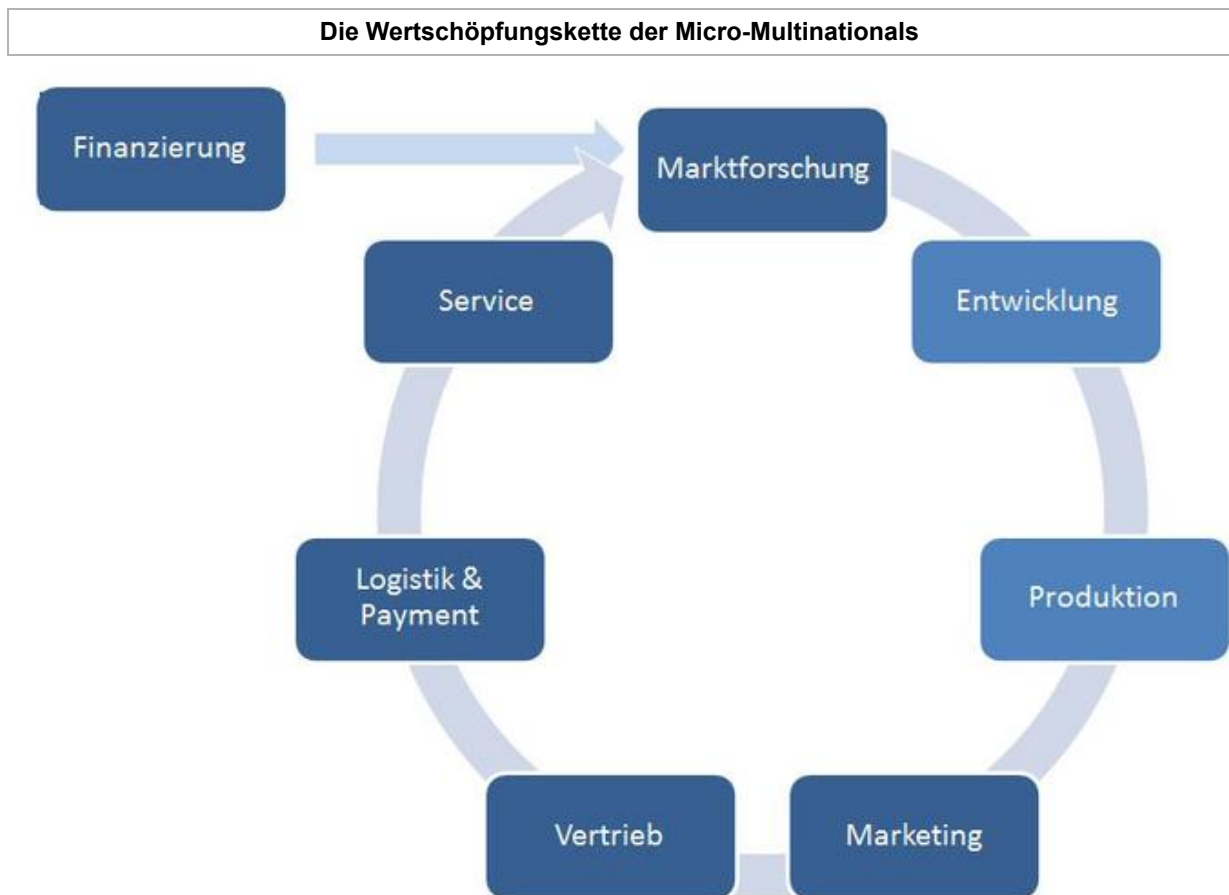 Die Wertschöpfungskette der Micro-Multinationals
Finanzierung
Marktforschung
Entwicklung
Produktion
Marketing
Vertrieb
Logistik &
Payment
Service